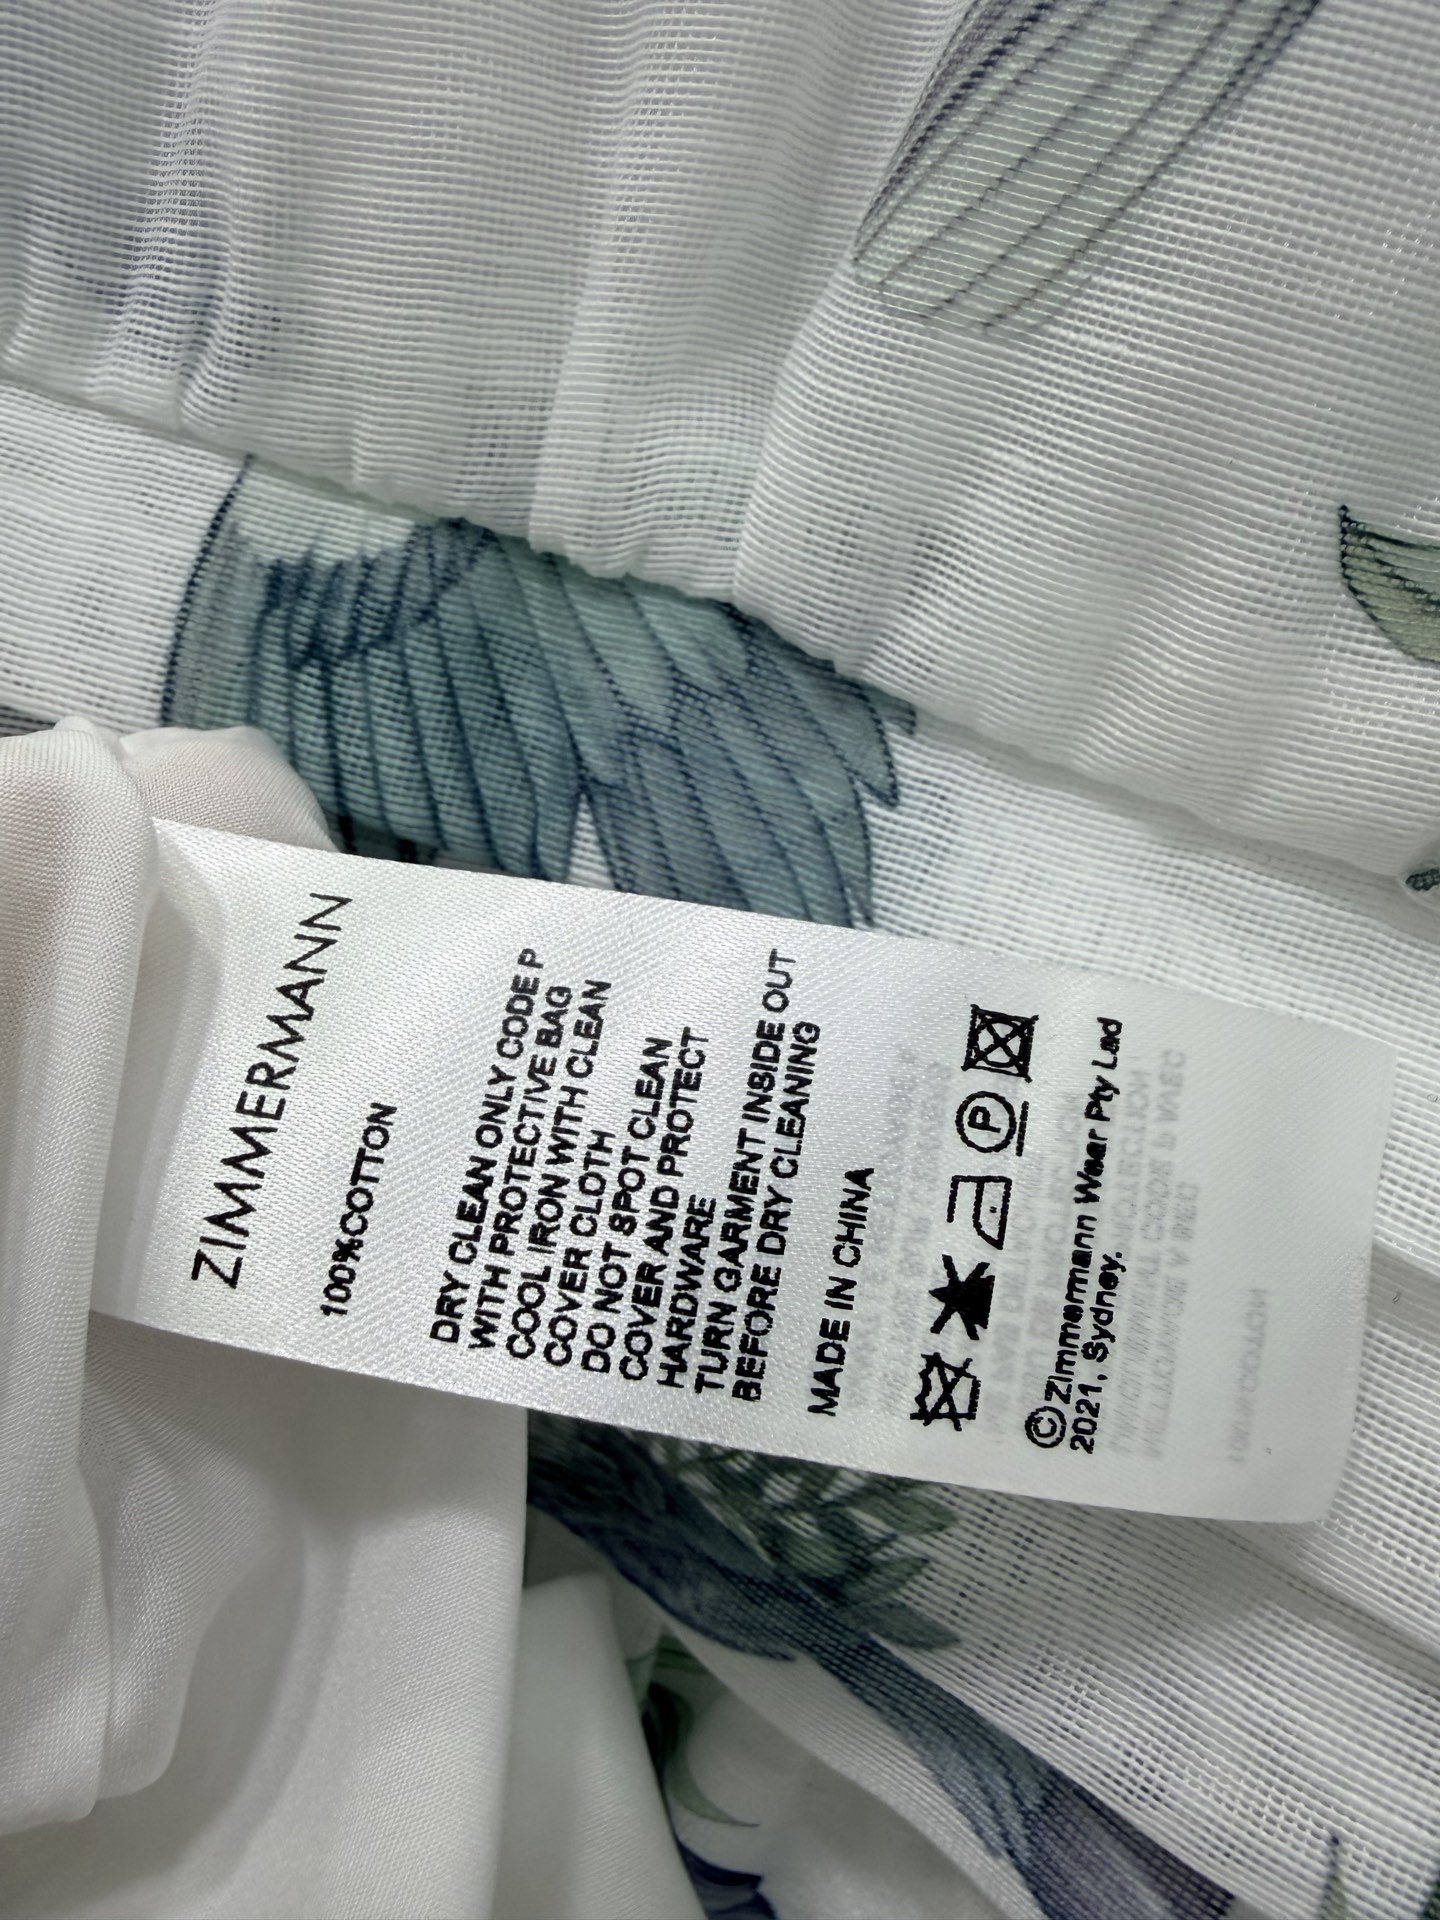 ZIMMERMANN
100%COTTON
DRY CLEAN ONLY CODE P
WITH PROTECTIVE BAG
COOL IRON WITH CLEAN
COVER CLOTH
DO NOT SPOT CLEAN
COVER AND PROTECT
HARDWARE
TURN GARMENT INSIDE OUT
BEFORE DRY CLEANING
MADE IN CHINA
P
©Zimmermann Wear Pty Lad
2021, Sydney.